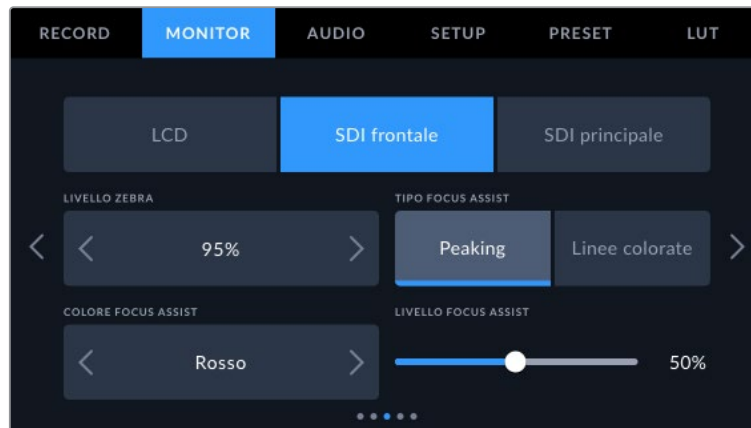 RECORD MONITOR AUDIO SETUP PRESET LUT
LCD SDI frontale SDI principale
LIVELLO ZEBRA TIPO FOCUS ASSIST
95% Peaking Linee colorate
COLORE FOCUS ASSIST LIVELLO FOCUS ASSIST
Rosso 50%